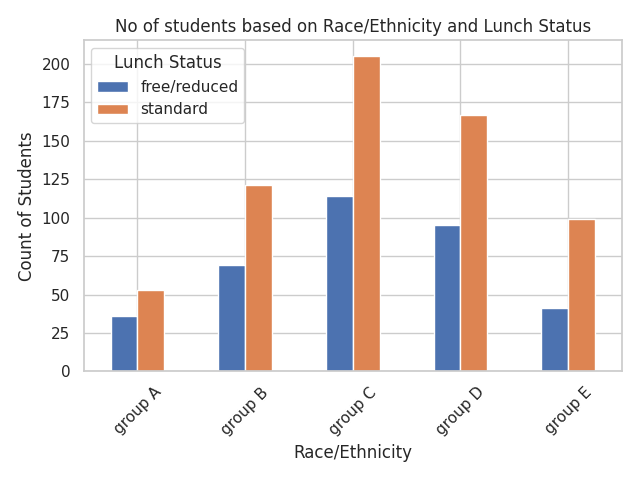 No of students based on Race/Ethnicity and Lunch Status
Lunch Status
free/reduced
standard
Count of Students
200
175
150
125
100
75
50
25
0
group A
group B
group C
group D
group E
Race/Ethnicity